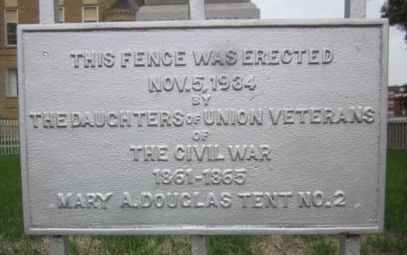 THIS FENCE WAS ERECTED
NOV. 5, 1934
BY
THE DAUGHTERS OF UNION VETERANS
OF
THE CIVIL WAR
1861-1865
MARY A. DOUGLAS TENT NO. 2